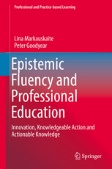 Professional and Practice-based Learning
Lina Markauskaite
Peter Goodyear
Epistemic
Fluency and
Professional
Education
Innovation, Knowledgeable Action and
Actionable Knowledge
Springer